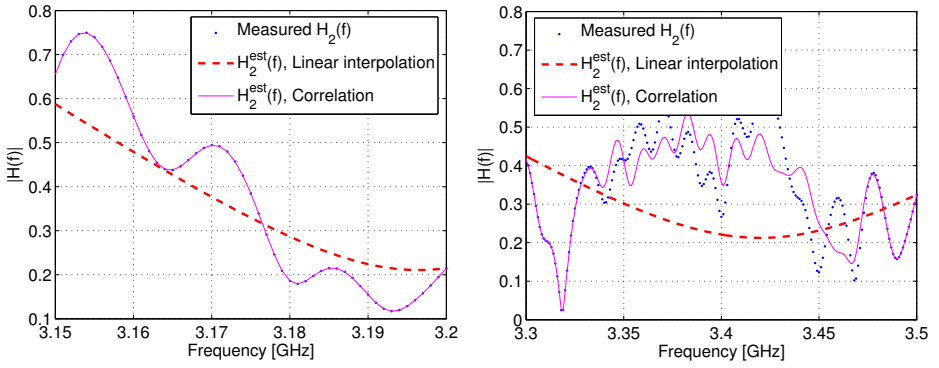 0.8
0.7
0.6
0.5
0.4
0.3
0.2
0.1
|H(f)|
3.15 3.16 3.17 3.18 3.19 3.2
Frequency [GHz]
Measured H₂(f)
H₂ᵉˢᵗ(f), Linear interpolation
H₂ᵉˢᵗ(f), Correlation
0.8
0.7
0.6
0.5
0.4
0.3
0.2
0.1
0
|H(f)|
3.3 3.35 3.4 3.45 3.5
Frequency [GHz]
Measured H₂(f)
H₂ᵉˢᵗ(f), Linear interpolation
H₂ᵉˢᵗ(f), Correlation